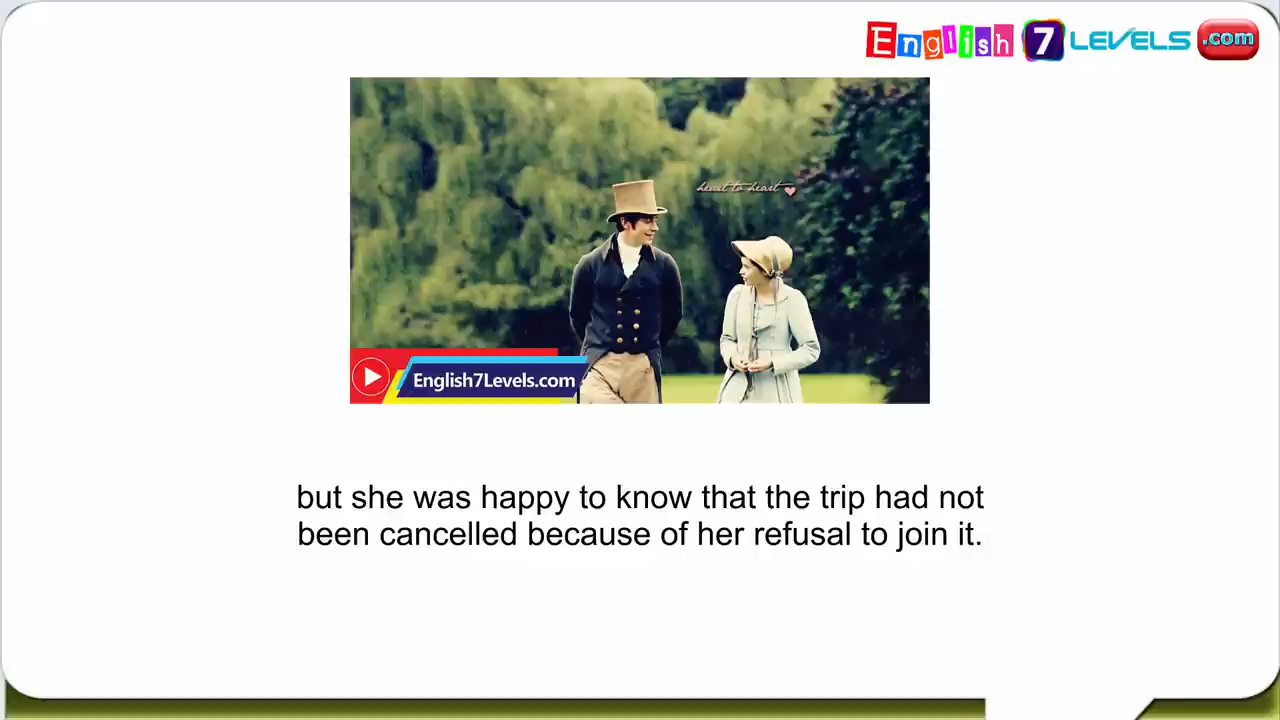 English 7 LEVELS .com
heart to heart
English7Levels.com
but she was happy to know that the trip had not
been cancelled because of her refusal to join it.